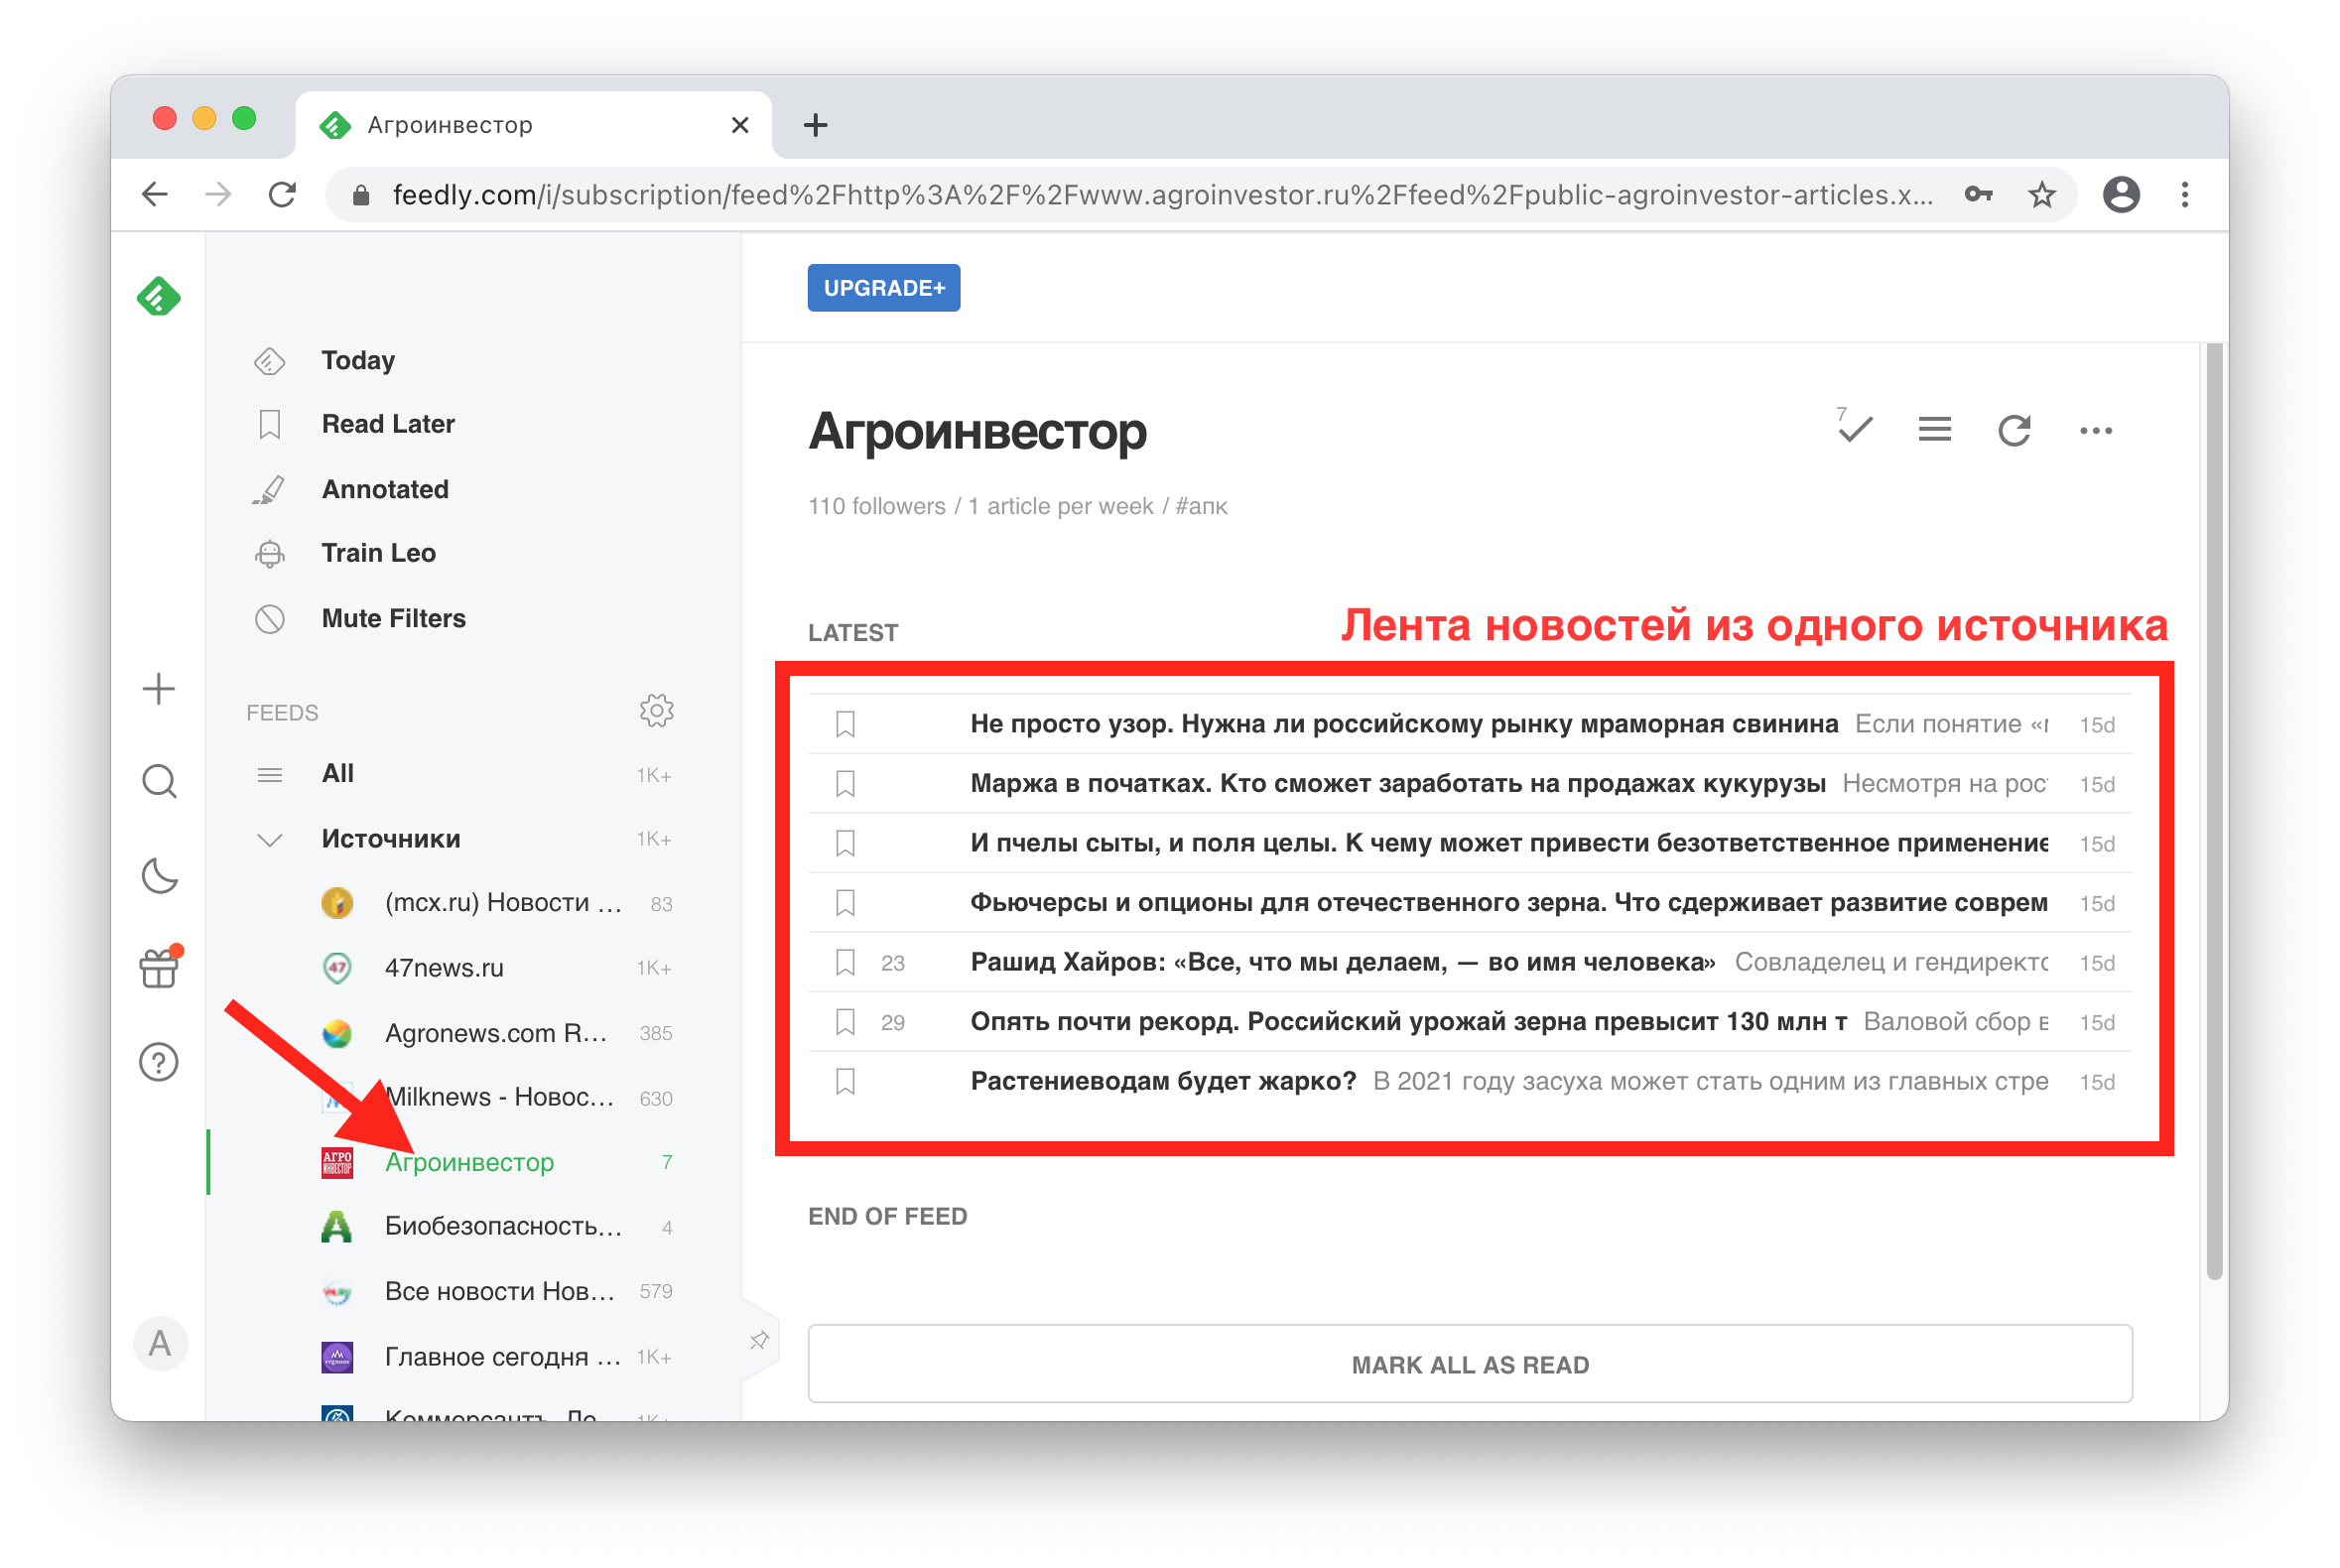 Агроинвестор
feedly.com/i/subscription/feed%2Fhttp%3A%2F%2Fwww.agroinvestor.ru%2Ffeed%2Fpublic-agroinvestor-articles.x...
UPGRADE+
Today
Read Later
Annotated
Train Leo
Mute Filters
FEEDS
All 1K+
Источники 1K+
(mcx.ru) Новости ... 83
47 47news.ru 1K+
Agronews.com R... 385
Milknews - Новос... 630
АГРО ИНВЕСТОР Агроинвестор 7
Биобезопасность... 4
Все новости Нов... 579
Главное сегодня ... 1K+
A
Агроинвестор
7
110 followers / 1 article per week / #апк
LATEST
Лента новостей из одного источника
Не просто узор. Нужна ли российскому рынку мраморная свинина Если понятие 15d
Маржа в початках. Кто сможет заработать на продажах кукурузы Несмотря на рос 15d
И пчелы сыты, и поля целы. К чему может привести безответственное применение 15d
Фьючерсы и опционы для отечественного зерна. Что сдерживает развитие соврем 15d
23 Рашид Хайров: «Все, что мы делаем, — во имя человека» Совладелец и гендиректо 15d
29 Опять почти рекорд. Российский урожай зерна превысит 130 млн т Валовой сбор в 15d
Растениеводам будет жарко? В 2021 году засуха может стать одним из главных стре 15d
END OF FEED
MARK ALL AS READ